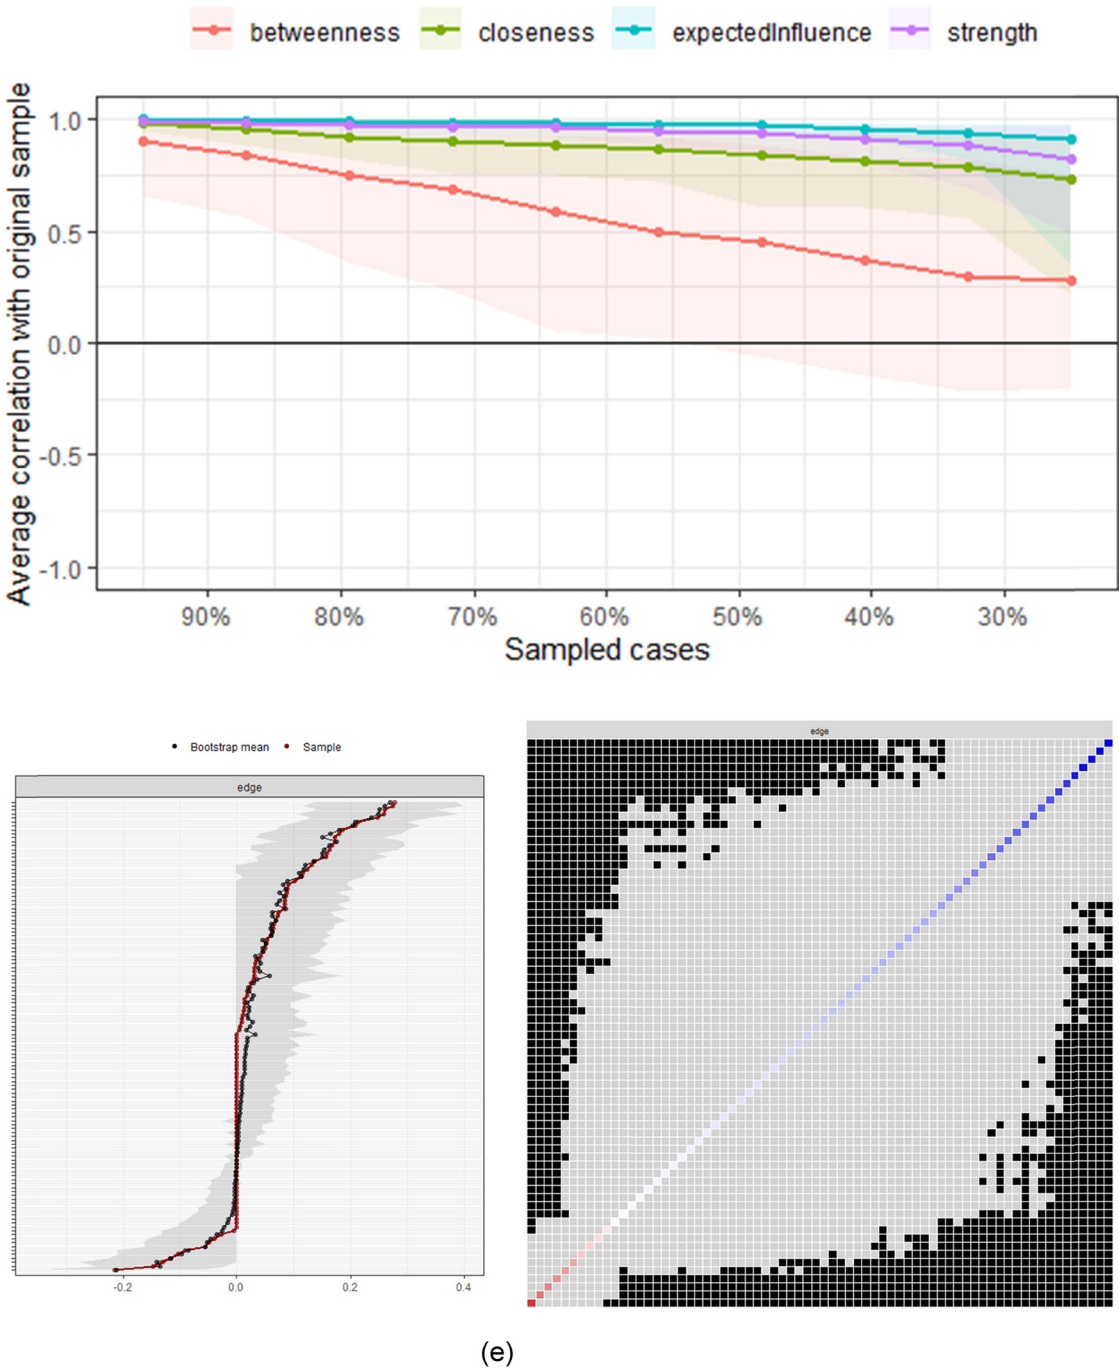 betweenness closeness expectedInfluence strength
Average correlation with original sample
1.0
0.5
0.0
-0.5
-1.0
90% 80% 70% 60% 50% 40% 30%
Sampled cases
Bootstrap mean Sample
edge
-0.2 0.0 0.2 0.4
edge
(e)